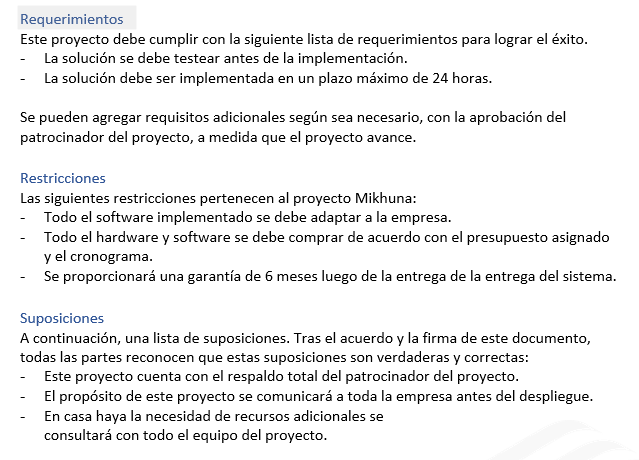 Requerimientos
Este proyecto debe cumplir con la siguiente lista de requerimientos para lograr el éxito.
- La solución se debe testear antes de la implementación.
- La solución debe ser implementada en un plazo máximo de 24 horas.
Se pueden agregar requisitos adicionales según sea necesario, con la aprobación del
patrocinador del proyecto, a medida que el proyecto avance.
Restricciones
Las siguientes restricciones pertenecen al proyecto Mikhuna:
- Todo el software implementado se debe adaptar a la empresa.
- Todo el hardware y software se debe comprar de acuerdo con el presupuesto asignado
y el cronograma.
- Se proporcionará una garantía de 6 meses luego de la entrega de la entrega del sistema.
Suposiciones
A continuación, una lista de suposiciones. Tras el acuerdo y la firma de este documento,
todas las partes reconocen que estas suposiciones son verdaderas y correctas:
- Este proyecto cuenta con el respaldo total del patrocinador del proyecto.
- El propósito de este proyecto se comunicará a toda la empresa antes del despliegue.
- En casa haya la necesidad de recursos adicionales se
consultará con todo el equipo del proyecto.